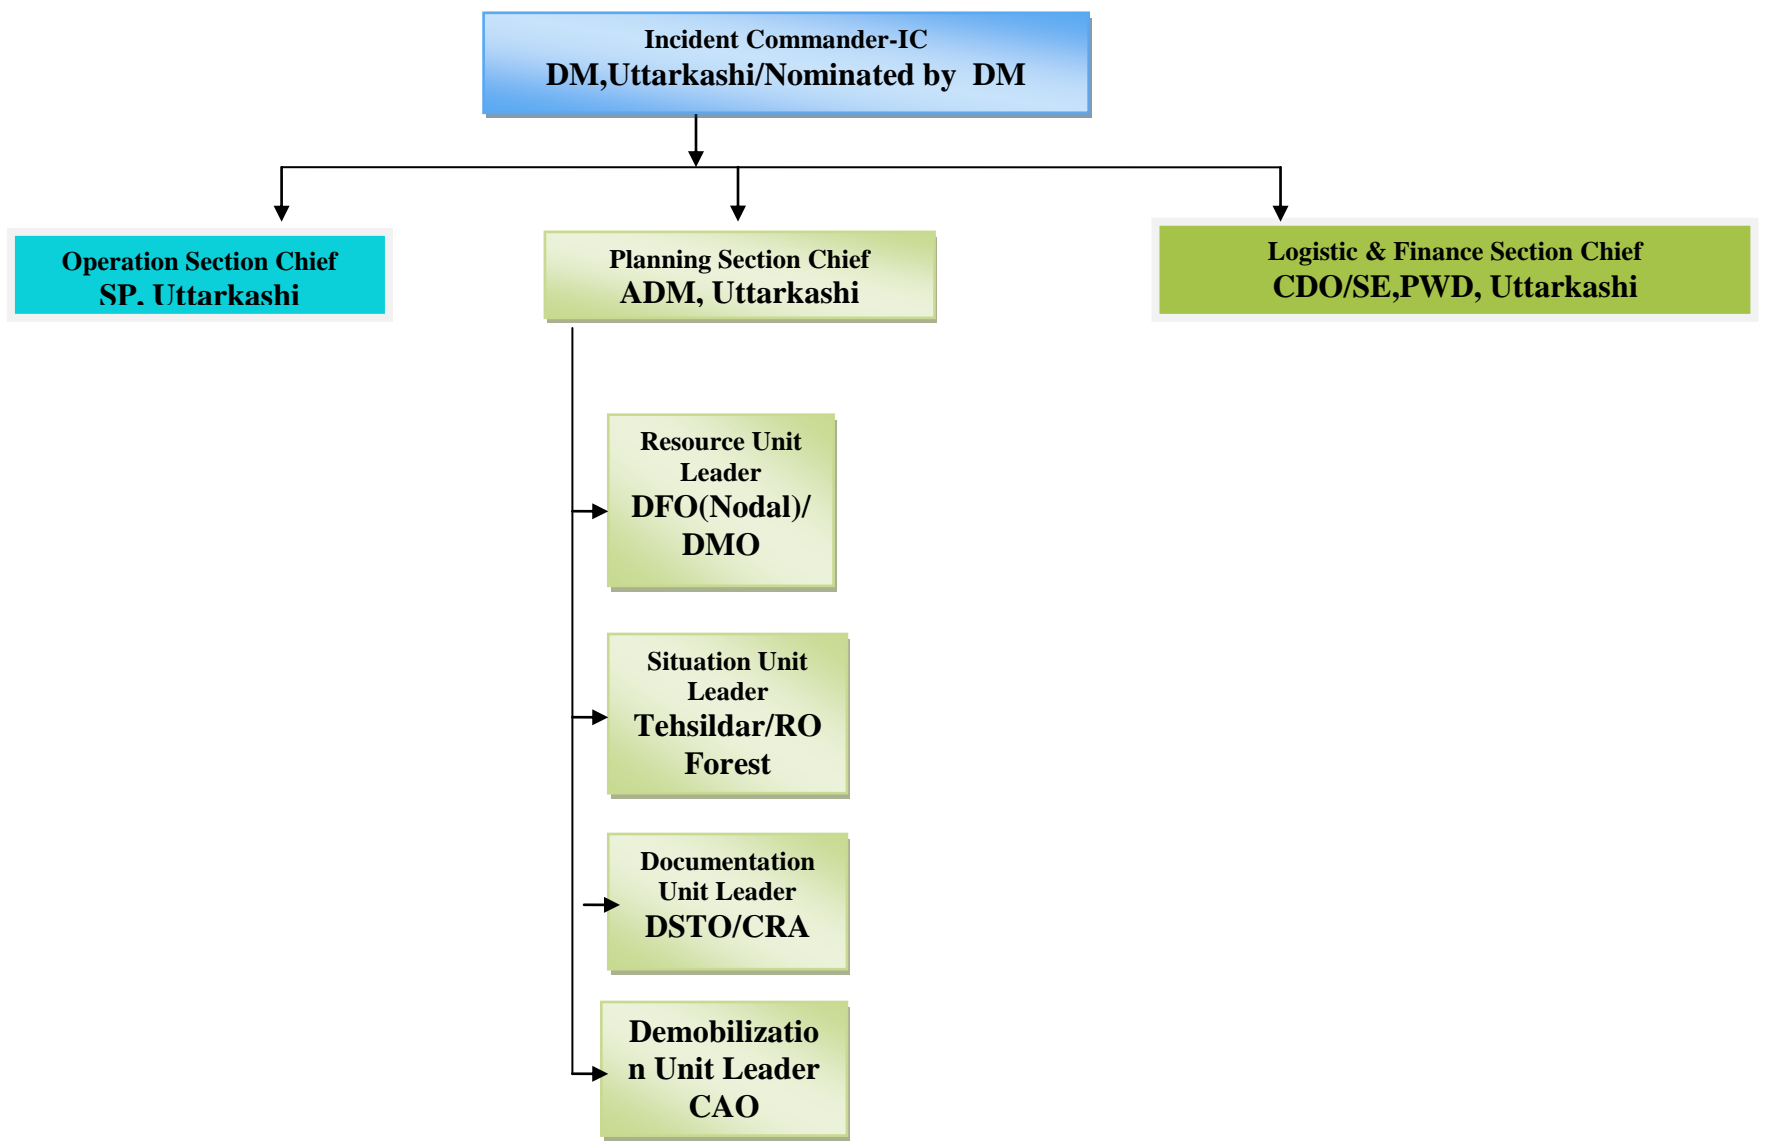 Incident Commander-IC
DM,Uttarkashi/Nominated by  DM
Operation Section Chief
SP, Uttarkashi
Planning Section Chief
ADM, Uttarkashi
Logistic & Finance Section Chief
CDO/SE,PWD, Uttarkashi
Resource Unit
Leader
DFO(Nodal)/
DMO
Situation Unit
Leader
Tehsildar/RO
Forest
Documentation
Unit Leader
DSTO/CRA
Demobilizatio
n Unit Leader
CAO